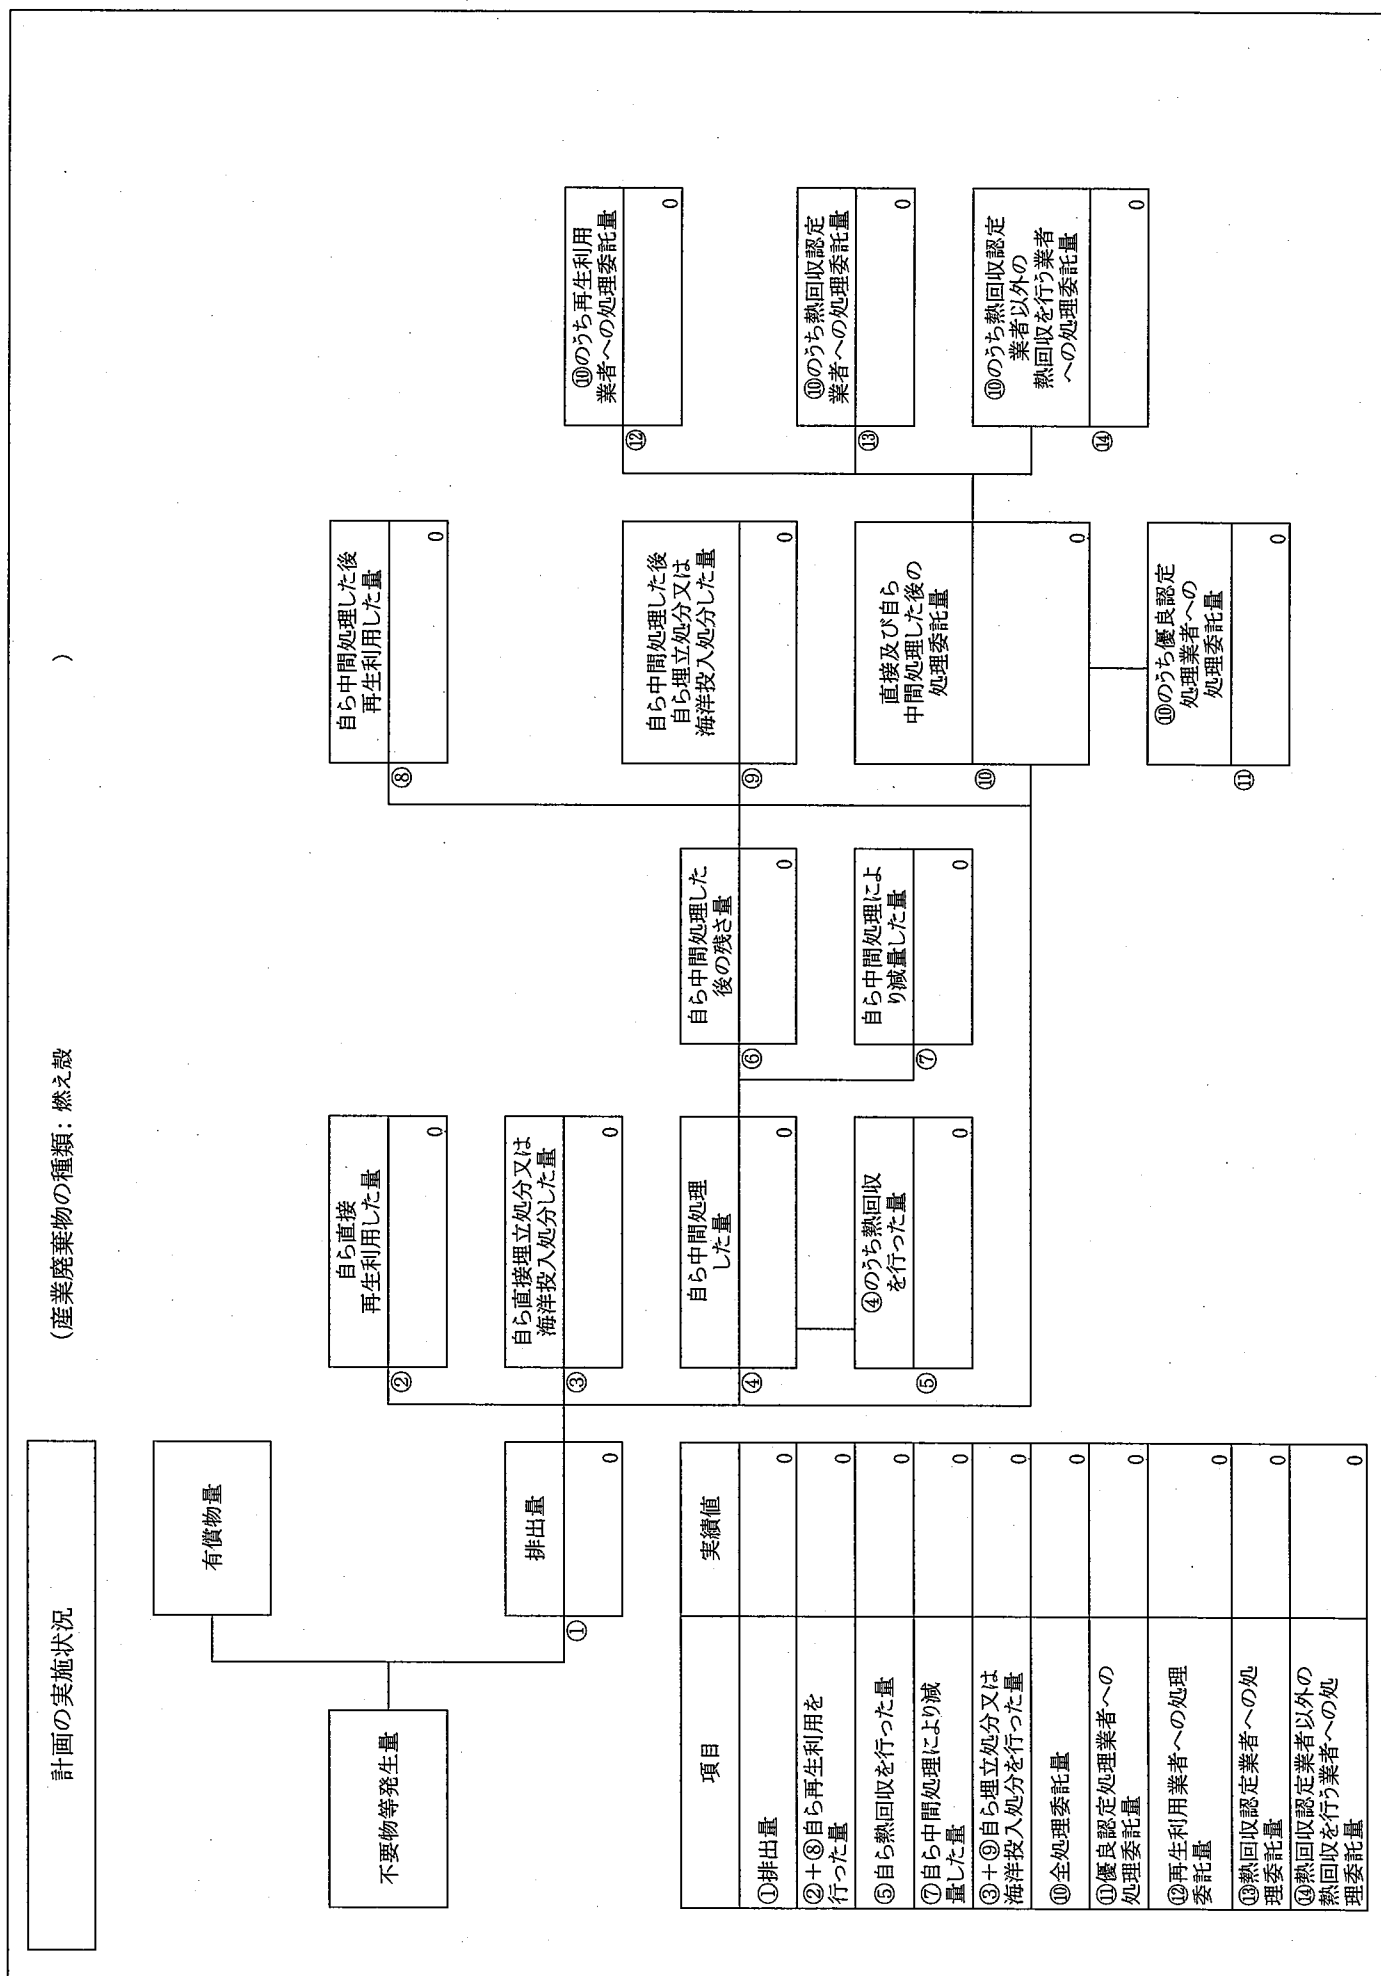 計画の実施状況
(産業廃棄物の種類：燃え殻
)
不要物等発生量
有償物量
排出量
①
0
自ら直接
再生利用した量
②
0
自ら直接埋立処分又は
海洋投入処分した量
③
0
自ら中間処理
した量
④
0
④のうち熱回収
を行った量
⑤
0
自ら中間処理した
後の残さ量
⑥
0
自ら中間処理によ
り減量した量
⑦
0
自ら中間処理した後
再生利用した量
⑧
0
自ら中間処理した後
自ら埋立処分又は
海洋投入処分した量
⑨
0
直接及び自ら
中間処理した後の
処理委託量
⑩
0
⑩のうち優良認定
処理業者への
処理委託量
⑪
0
⑩のうち再生利用
業者への処理委託量
⑫
0
⑩のうち熱回収認定
業者への処理委託量
⑬
0
⑩のうち熱回収認定
業者以外の
熱回収を行う業者
への処理委託量
⑭
0
項目 実績値
①排出量 0
②+⑧自ら再生利用を
行った量 0
⑤自ら熱回収を行った量 0
⑦自ら中間処理により減
量した量 0
③+⑨自ら埋立処分又は
海洋投入処分を行った量 0
⑩全処理委託量 0
⑪優良認定処理業者への
処理委託量 0
⑫再生利用業者への処理
委託量 0
⑬熱回収認定業者への処
理委託量 0
⑭熱回収認定業者以外の
熱回収を行う業者への処
理委託量 0